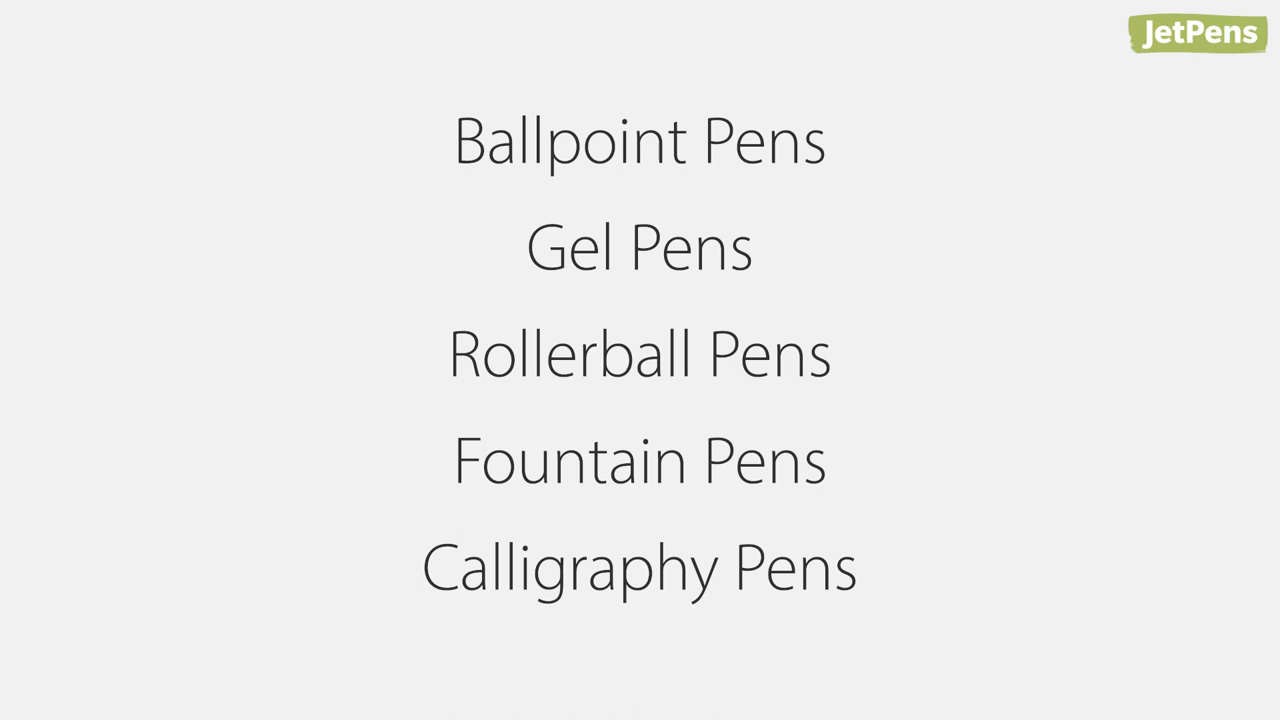 JetPens
Ballpoint Pens
Gel Pens
Rollerball Pens
Fountain Pens
Calligraphy Pens